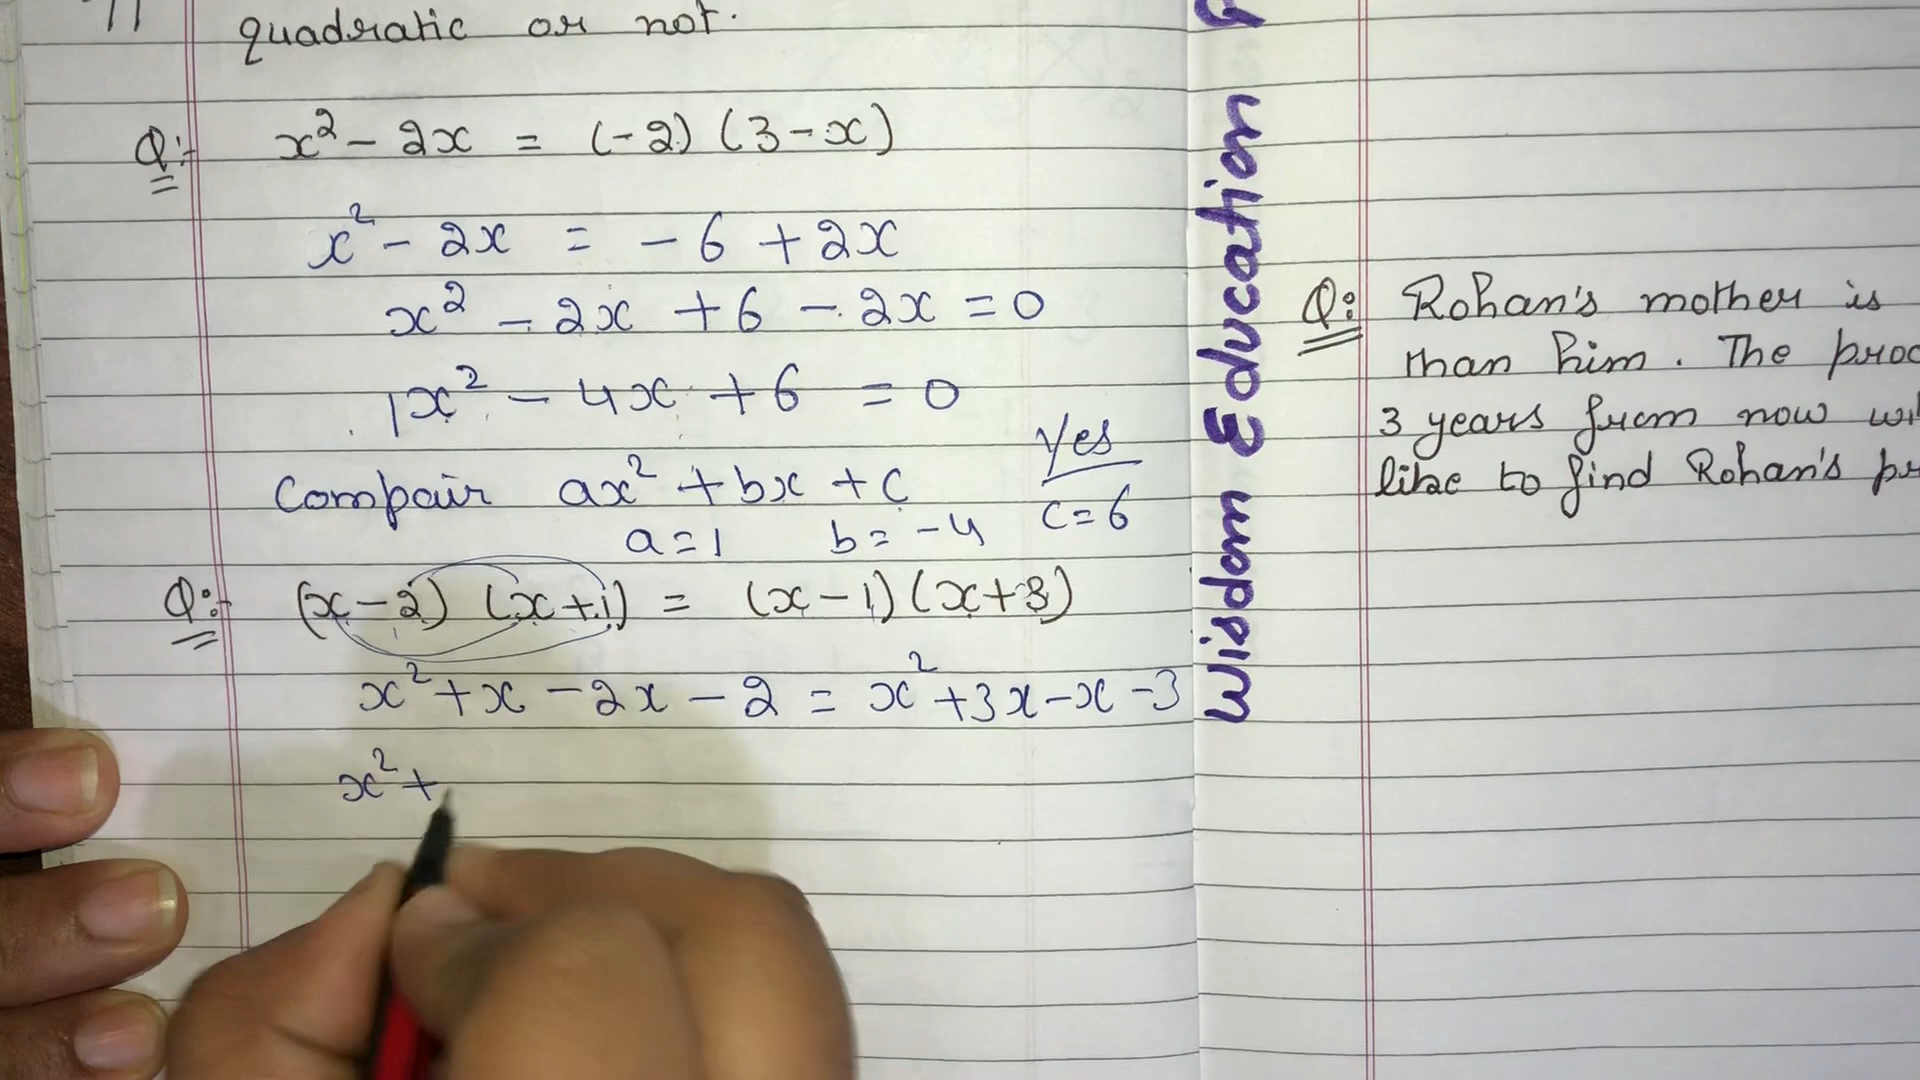 quadratic or not.
Q:- x² - 2x = (-2) (3 - x)
x² - 2x = - 6 + 2x
x² - 2x + 6 - 2x = 0
1x² - 4x + 6 = 0
Yes
Compair ax² + bx + c
a = 1 b = -4 c = 6
Q:- (x - 2) (x + 1) = (x - 1) (x + 3)
x² + x - 2x - 2 = x² + 3x - x - 3
x² +
Wisdom Education
Q: Rohan's mother is
than him. The
3 years from now
like to find Rohan's